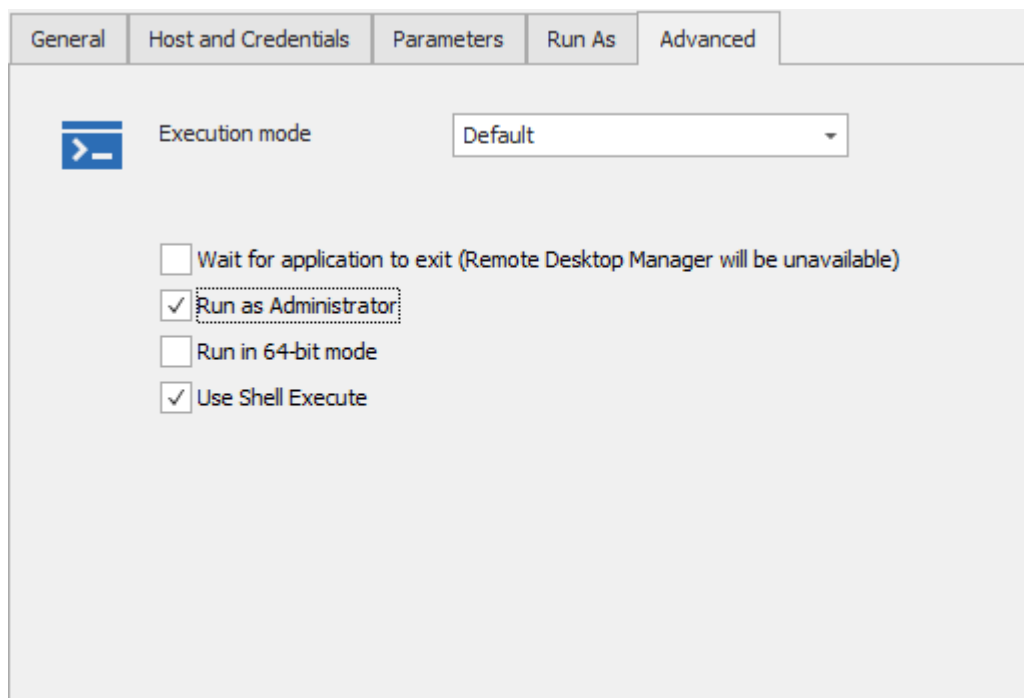 General Host and Credentials Parameters Run As Advanced
Execution mode Default
Wait for application to exit (Remote Desktop Manager will be unavailable)
Run as Administrator
Run in 64-bit mode
Use Shell Execute